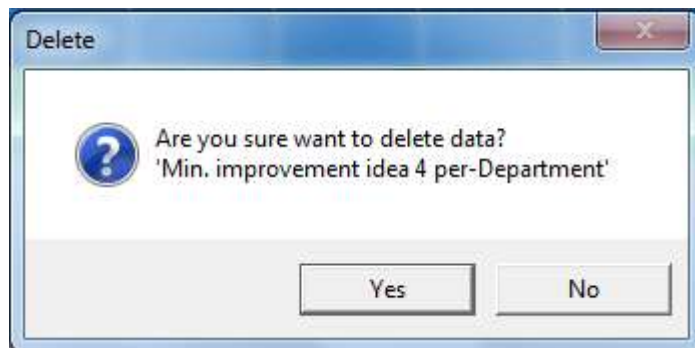 Delete
Are you sure want to delete data?
'Min. improvement idea 4 per-Department'
Yes
No